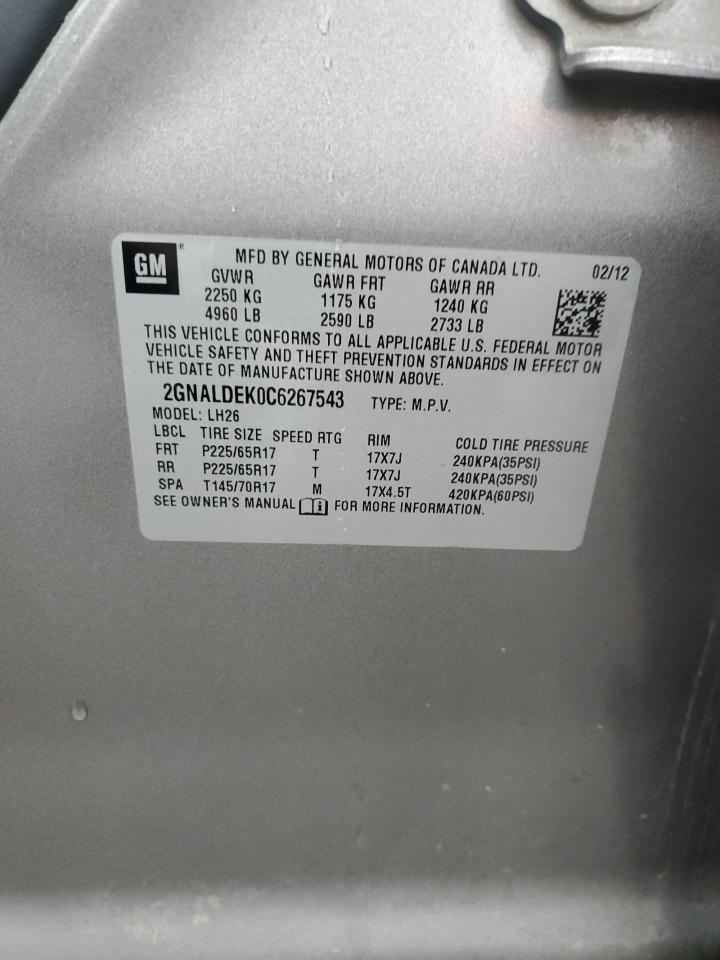 GM
MFD BY GENERAL MOTORS OF CANADA LTD. 02/12
GVWR GAWR FRT GAWR RR
2250 KG 1175 KG 1240 KG
4960 LB 2590 LB 2733 LB
THIS VEHICLE CONFORMS TO ALL APPLICABLE U.S. FEDERAL MOTOR
VEHICLE SAFETY AND THEFT PREVENTION STANDARDS IN EFFECT ON
THE DATE OF MANUFACTURE SHOWN ABOVE.
2GNALDEK0C6267543 TYPE: M.P.V.
MODEL: LH26
LBCL TIRE SIZE SPEED RTG RIM COLD TIRE PRESSURE
FRT P225/65R17 T 17X7J 240KPA(35PSI)
RR P225/65R17 T 17X7J 240KPA(35PSI)
SPA T145/70R17 M 17X4.5T 420KPA(60PSI)
SEE OWNER'S MANUAL i FOR MORE INFORMATION.